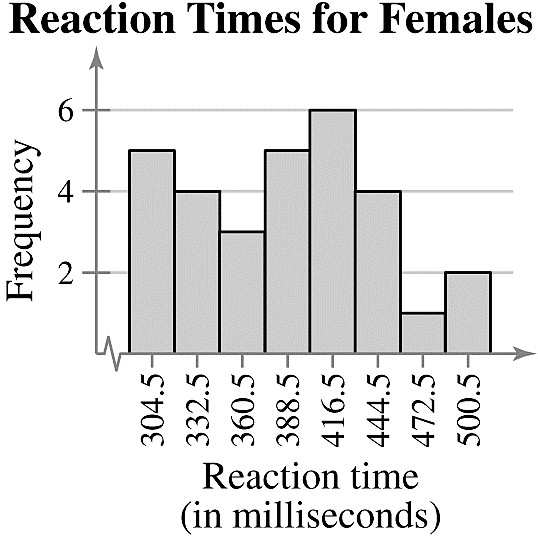 Reaction Times for Females
Frequency
6
4
2
304.5
332.5
360.5
388.5
416.5
444.5
472.5
500.5
Reaction time
(in milliseconds)